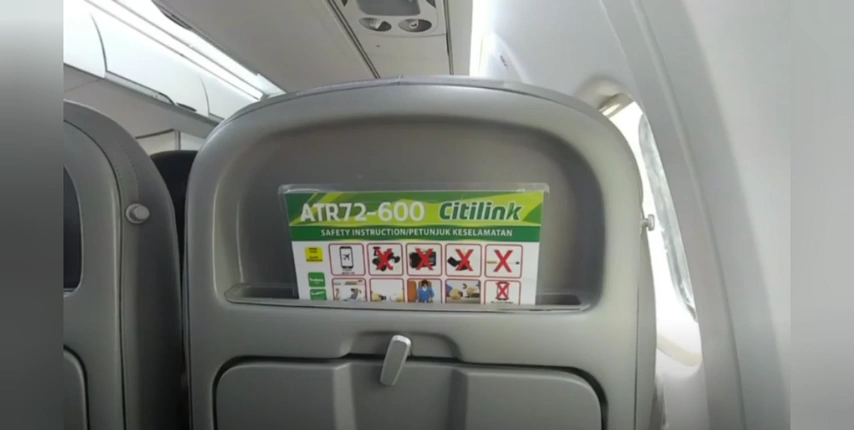 ATR72-600 Citilink
SAFETY INSTRUCTION/PETUNJUK KESELAMATAN